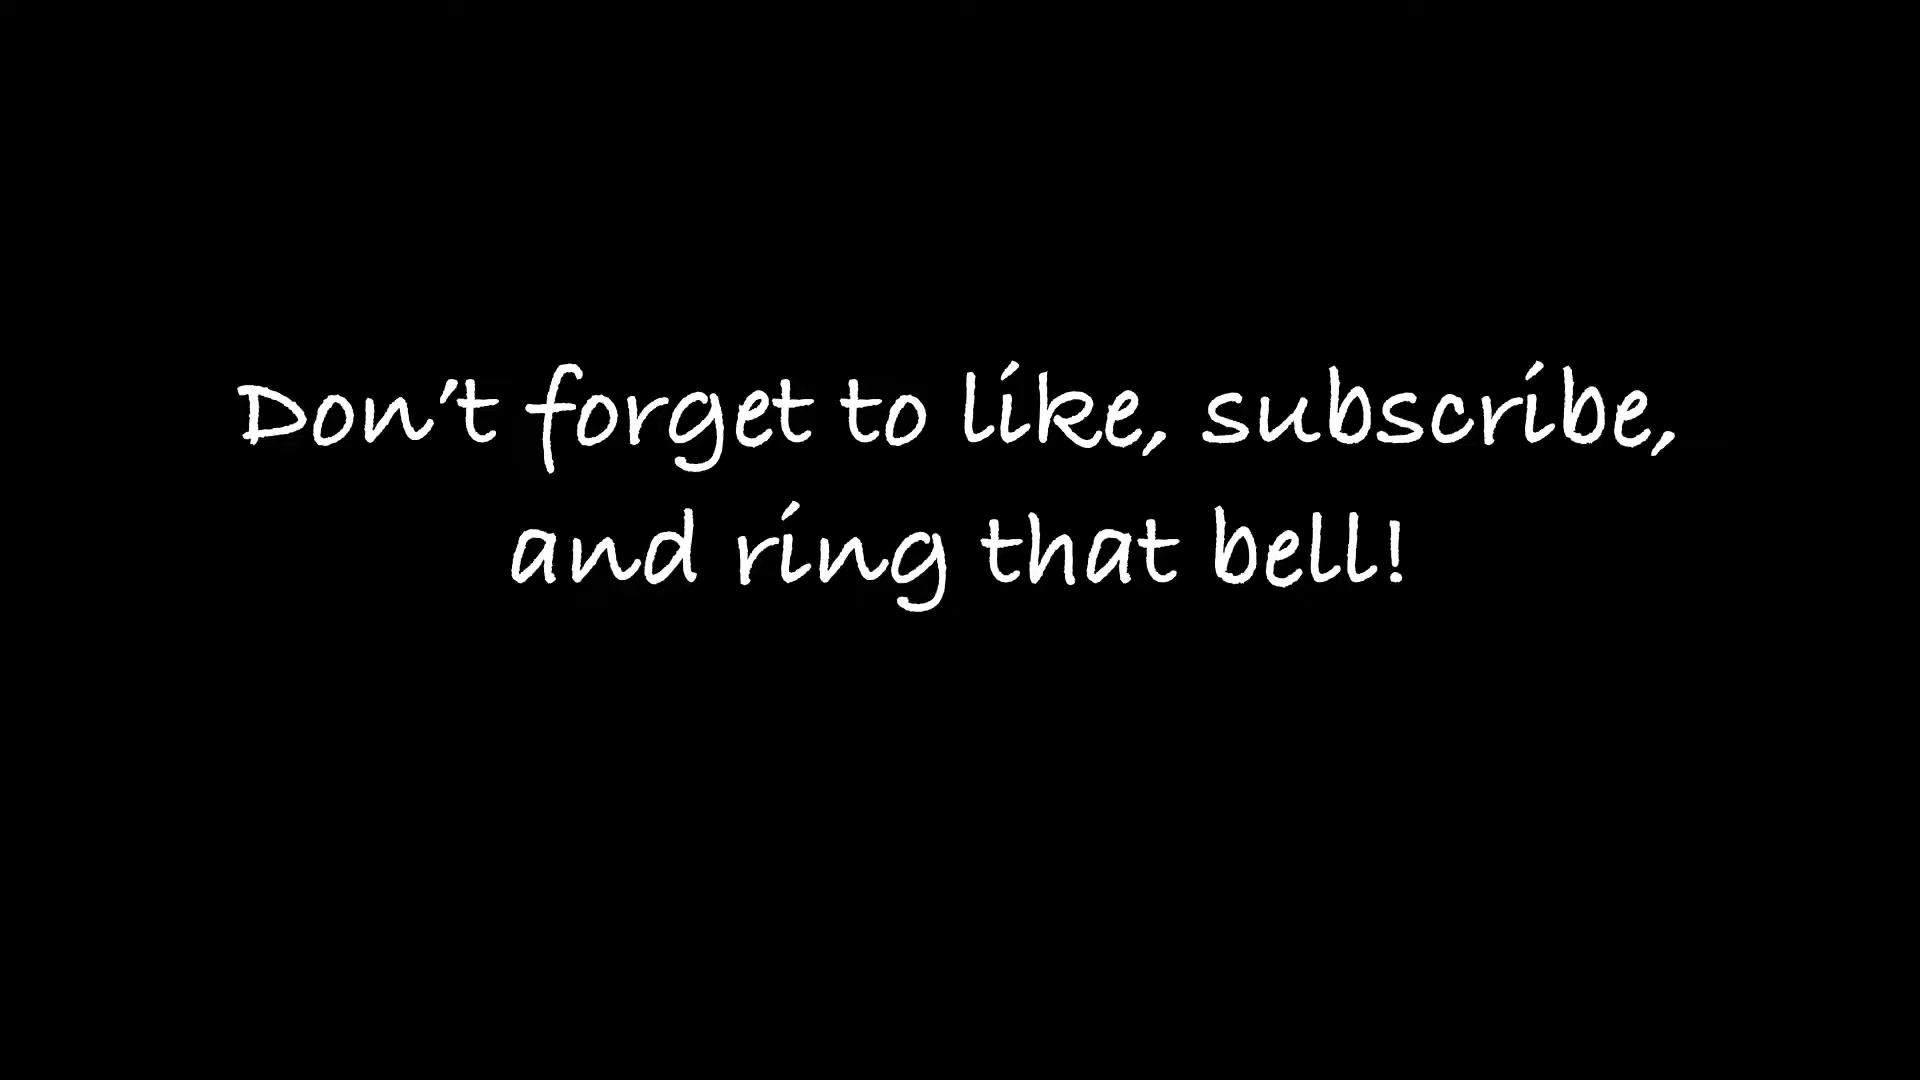 Don't forget to like, subscribe,
and ring that bell!